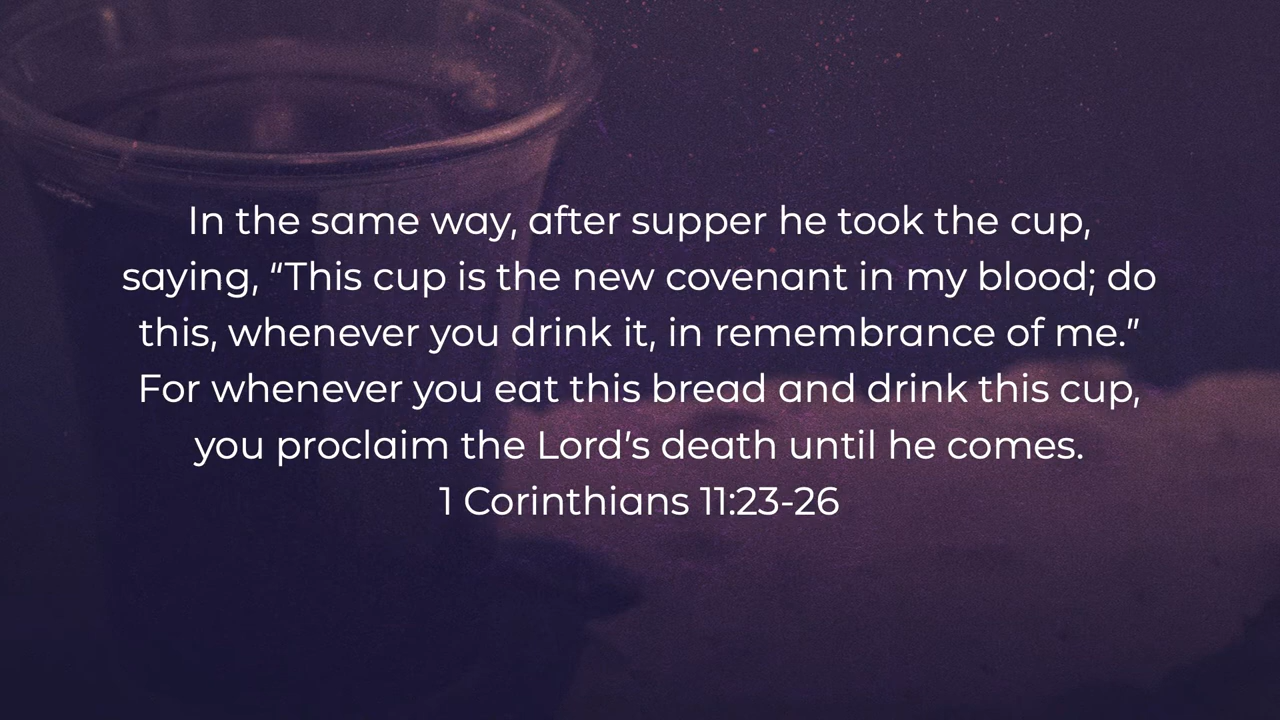 In the same way, after supper he took the cup,
saying, “This cup is the new covenant in my blood; do
this, whenever you drink it, in remembrance of me.”
For whenever you eat this bread and drink this cup,
you proclaim the Lord’s death until he comes.
1 Corinthians 11:23-26